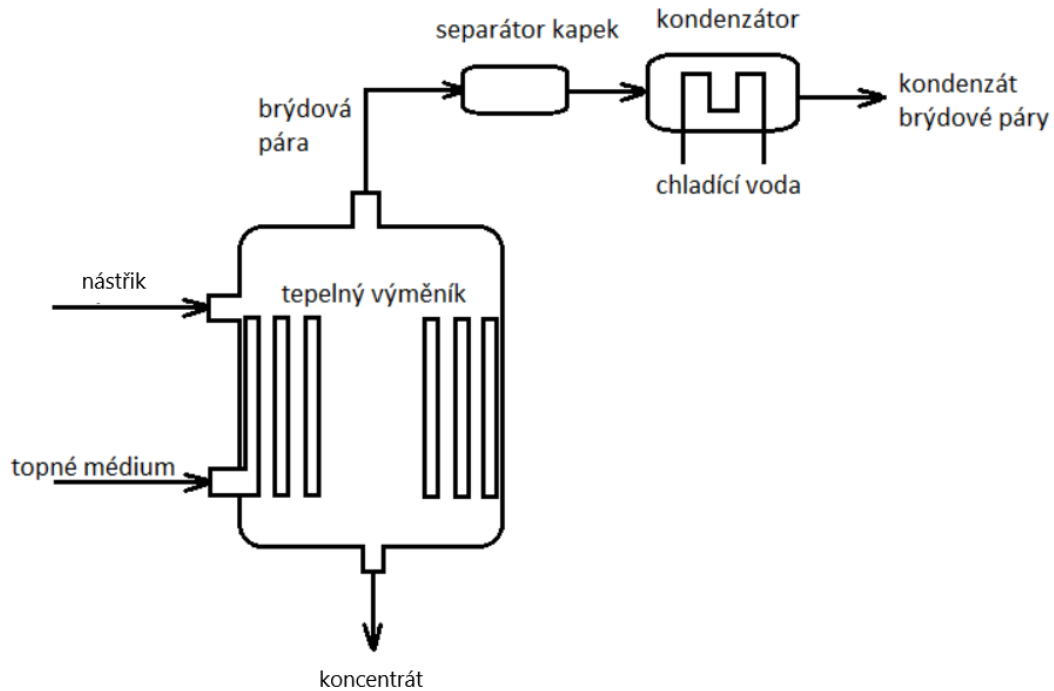 separátor kapek
kondenzátor
brýdová
pára
kondenzát
brýdové páry
chladící voda
nástřik
tepelný výměník
topné médium
koncentrát